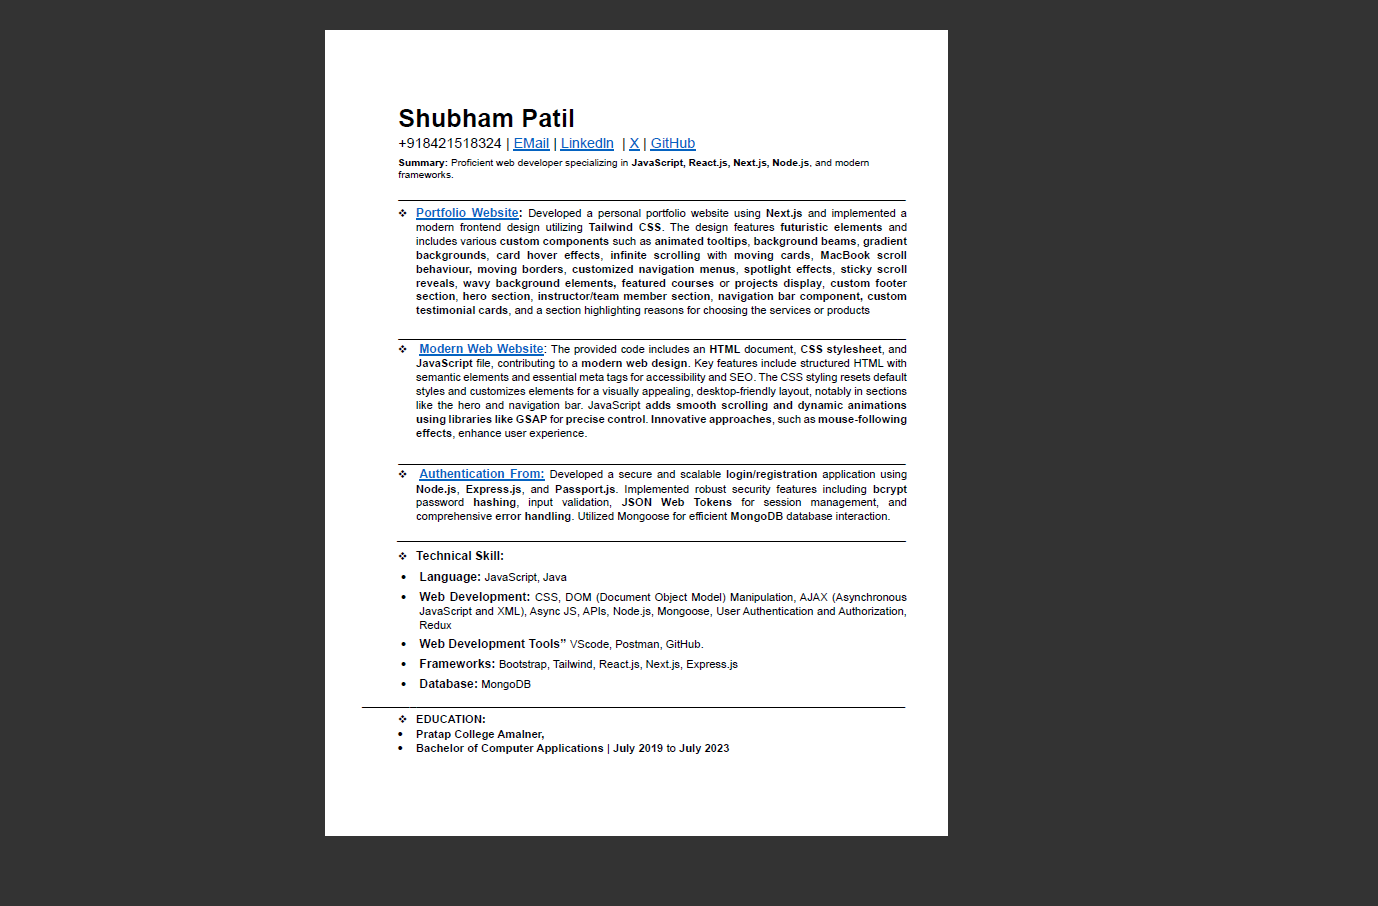 Shubham Patil
+918421518324 | EMail | LinkedIn | X | GitHub
Summary: Proficient web developer specializing in JavaScript, React.js, Next.js, Node.js, and modern
frameworks.
❖ Portfolio Website: Developed a personal portfolio website using Next.js and implemented a
modern frontend design utilizing Tailwind CSS. The design features futuristic elements and
includes various custom components such as animated tooltips, background beams, gradient
backgrounds, card hover effects, infinite scrolling with moving cards, MacBook scroll
behaviour, moving borders, customized navigation menus, spotlight effects, sticky scroll
reveals, wavy background elements, featured courses or projects display, custom footer
section, hero section, instructor/team member section, navigation bar component, custom
testimonial cards, and a section highlighting reasons for choosing the services or products
❖ Modern Web Website: The provided code includes an HTML document, CSS stylesheet, and
JavaScript file, contributing to a modern web design. Key features include structured HTML with
semantic elements and essential meta tags for accessibility and SEO. The CSS styling resets default
styles and customizes elements for a visually appealing, desktop-friendly layout, notably in sections
like the hero and navigation bar. JavaScript adds smooth scrolling and dynamic animations
using libraries like GSAP for precise control. Innovative approaches, such as mouse-following
effects, enhance user experience.
❖ Authentication From: Developed a secure and scalable login/registration application using
Node.js, Express.js, and Passport.js. Implemented robust security features including bcrypt
password hashing, input validation, JSON Web Tokens for session management, and
comprehensive error handling. Utilized Mongoose for efficient MongoDB database interaction.
❖ Technical Skill:
• Language: JavaScript, Java
• Web Development: CSS, DOM (Document Object Model) Manipulation, AJAX (Asynchronous
JavaScript and XML), Async JS, APIs, Node.js, Mongoose, User Authentication and Authorization,
Redux
• Web Development Tools” VScode, Postman, GitHub.
• Frameworks: Bootstrap, Tailwind, React.js, Next.js, Express.js
• Database: MongoDB
❖ EDUCATION:
• Pratap College Amalner,
• Bachelor of Computer Applications | July 2019 to July 2023